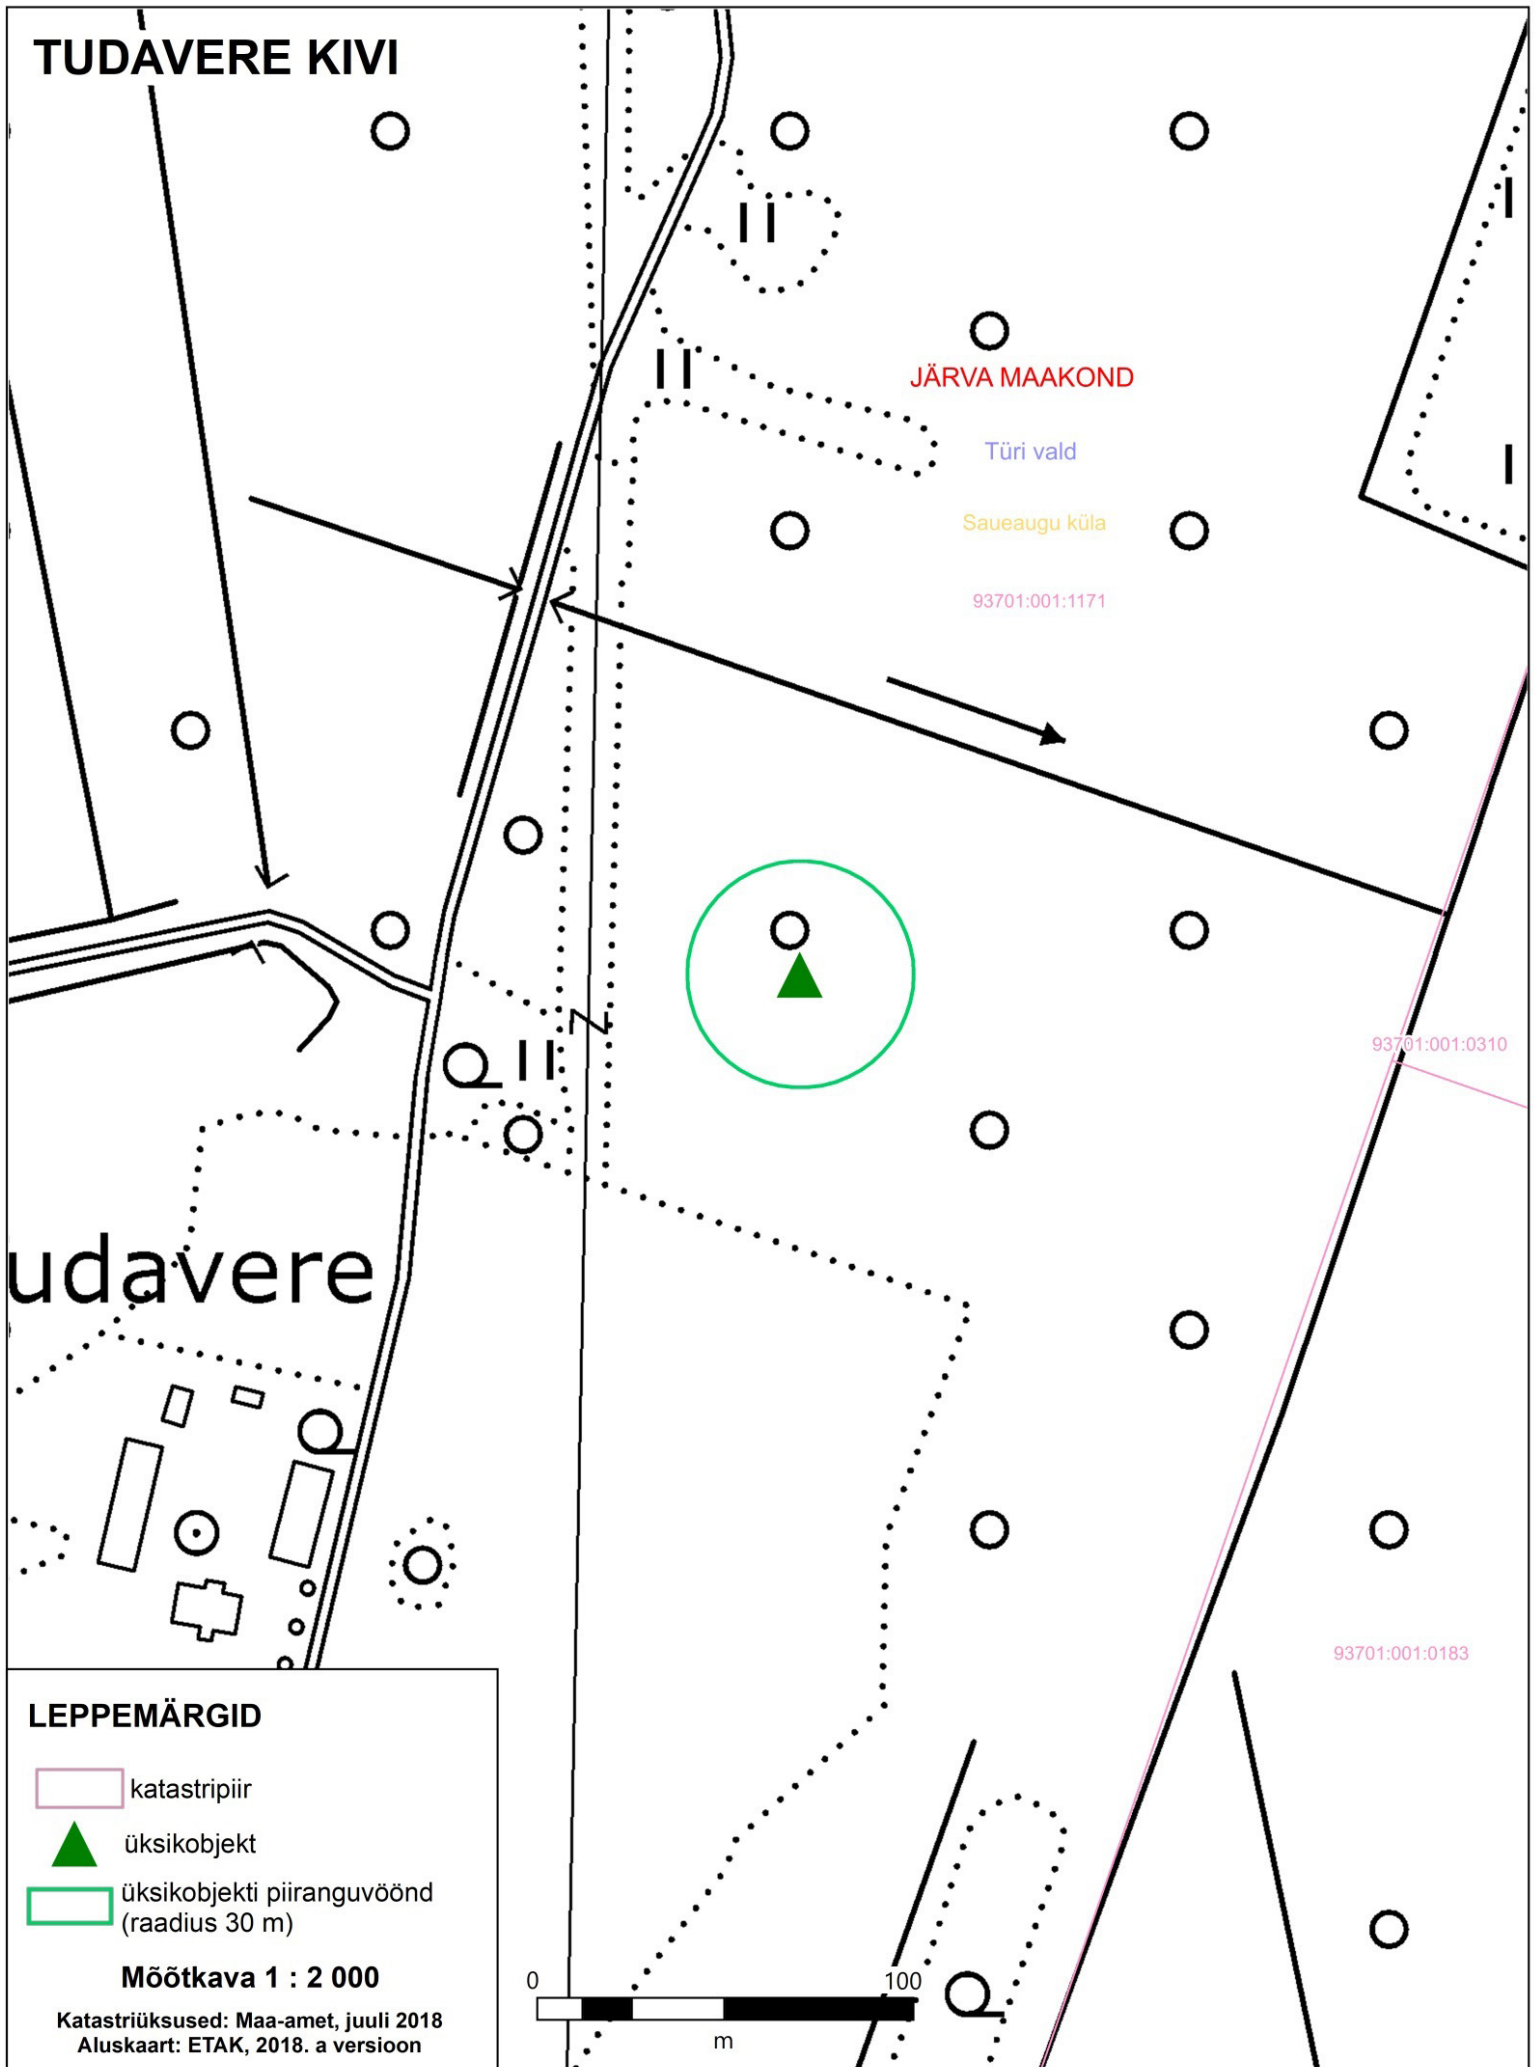 TUDAVERE KIVI
JÄRVA MAAKOND
Türi vald
Saueaugu küla
93701:001:1171
93701:001:0310
udavere
93701:001:0183
LEPPEMÄRGID
katastripiir
üksikobjekt
üksikobjekti piiranguvöönd
(raadius 30 m)
Mõõtkava 1 : 2 000
Katastriüksused: Maa-amet, juuli 2018
Aluskaart: ETAK, 2018. a versioon
0 100
m